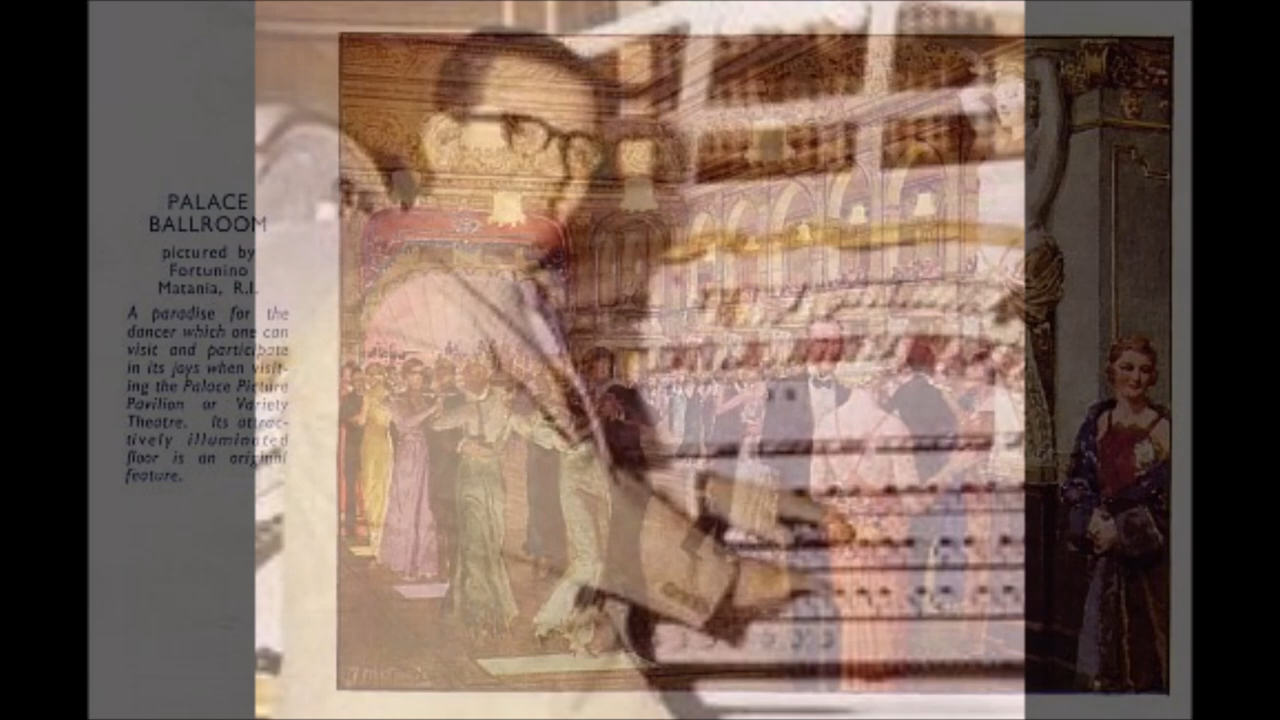 PALACE
BALLROOM
pictured by
Fortunino
Matania, R.I.
A paradise for the
dancer which one can
visit and participate
in its joys when visit-
ing the Palace Picture
Pavilion or Variety
Theatre. Its attrac-
tively illuminated
floor is an original
feature.